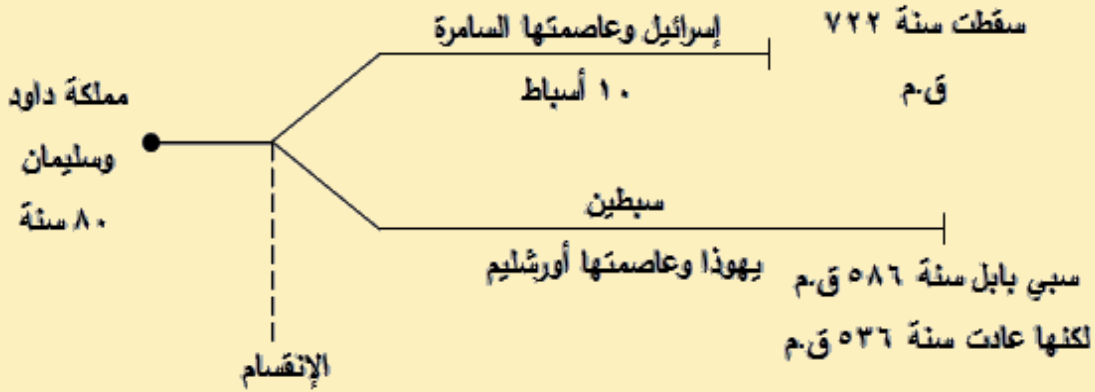 مملكة داود
وسليمان
٨٠ سنة
الإنقسام
إسرائيل وعاصمتها السامرة
١٠ أسباط
سقطت سنة ٧٢٢
ق.م
سبطين
يهوذا وعاصمتها أورشليم
سبي بابل سنة ٥٨٦ ق.م
لكنها عادت سنة ٥٣٦ ق.م